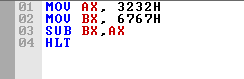 01 MOV AX, 3232H
02 MOV BX, 6767H
03 SUB BX,AX
04 HLT